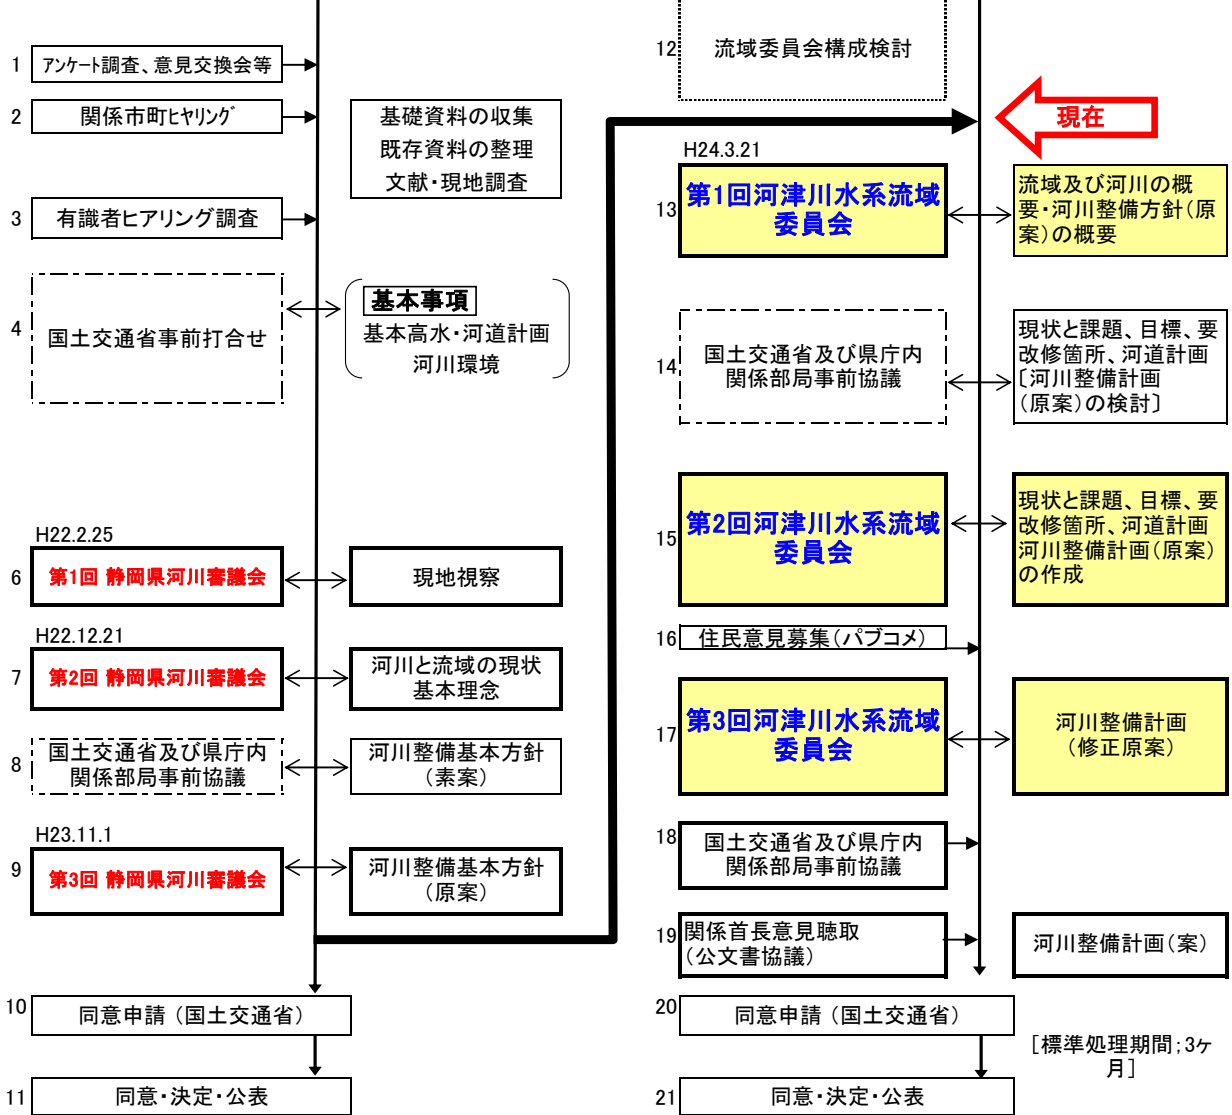 1
アンケート調査、意見交換会等
2
関係市町ヒヤリング
基礎資料の収集
既存資料の整理
文献・現地調査
3
有識者ヒアリング調査
4
国土交通省事前打合せ
基本事項
基本高水・河道計画
河川環境
H22.2.25
6
第1回 静岡県河川審議会
現地視察
H22.12.21
7
第2回 静岡県河川審議会
河川と流域の現状
基本理念
8
国土交通省及び県庁内
関係部局事前協議
河川整備基本方針
(素案)
H23.11.1
9
第3回 静岡県河川審議会
河川整備基本方針
(原案)
10
同意申請 (国土交通省)
11
同意・決定・公表
12
流域委員会構成検討
現在
H24.3.21
13
第1回河津川水系流域
委員会
流域及び河川の概
要・河川整備方針(原
案)の概要
14
国土交通省及び県庁内
関係部局事前協議
現状と課題、目標、要
改修箇所、河道計画
〔河川整備計画
(原案)の検討〕
15
第2回河津川水系流域
委員会
現状と課題、目標、要
改修箇所、河道計画
河川整備計画(原案)
の作成
16
住民意見募集(パブコメ)
17
第3回河津川水系流域
委員会
河川整備計画
(修正原案)
18
国土交通省及び県庁内
関係部局事前協議
19
関係首長意見聴取
(公文書協議)
河川整備計画(案)
20
同意申請 (国土交通省)
[標準処理期間;3ヶ
月]
21
同意・決定・公表